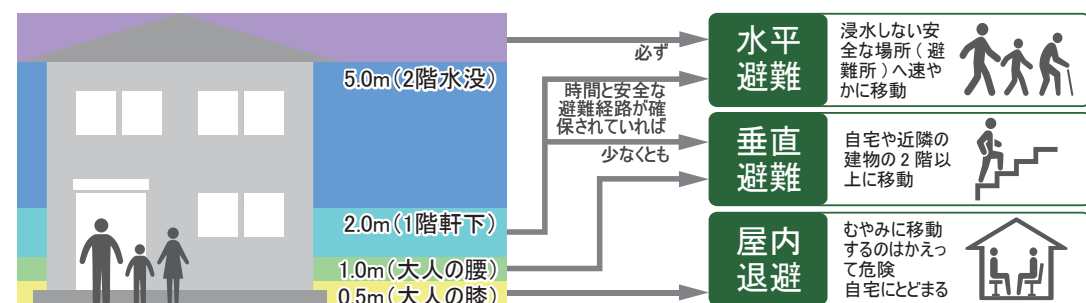 5.0m(2階水没)
2.0m(1階軒下)
1.0m(大人の腰)
0.5m(大人の膝)
必ず
時間と安全な
避難経路が確
保されていれば
少なくとも
水平
避難
浸水しない安
全な場所(避
難所)へ速や
かに移動
垂直
避難
自宅や近隣の
建物の2階以
上に移動
屋内
退避
むやみに移動
するのはかえっ
て危険
自宅にとどまる